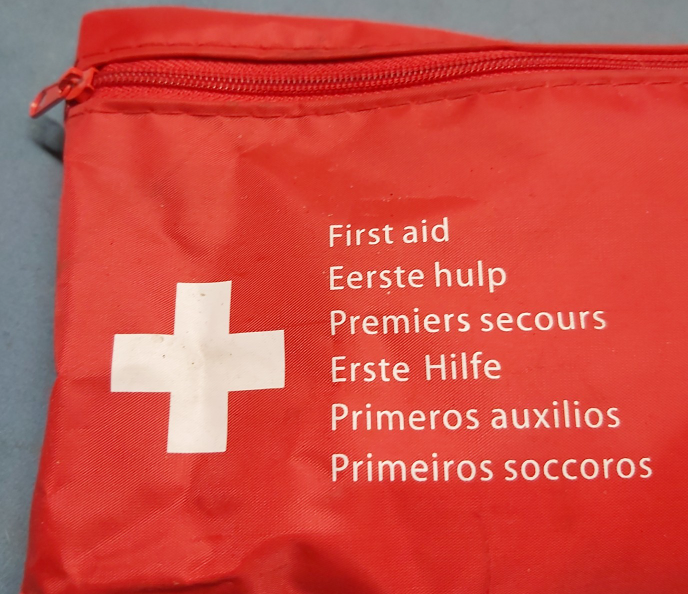 First aid
Eerste hulp
Premiers secours
Erste Hilfe
Primeros auxilios
Primeiros soccoros